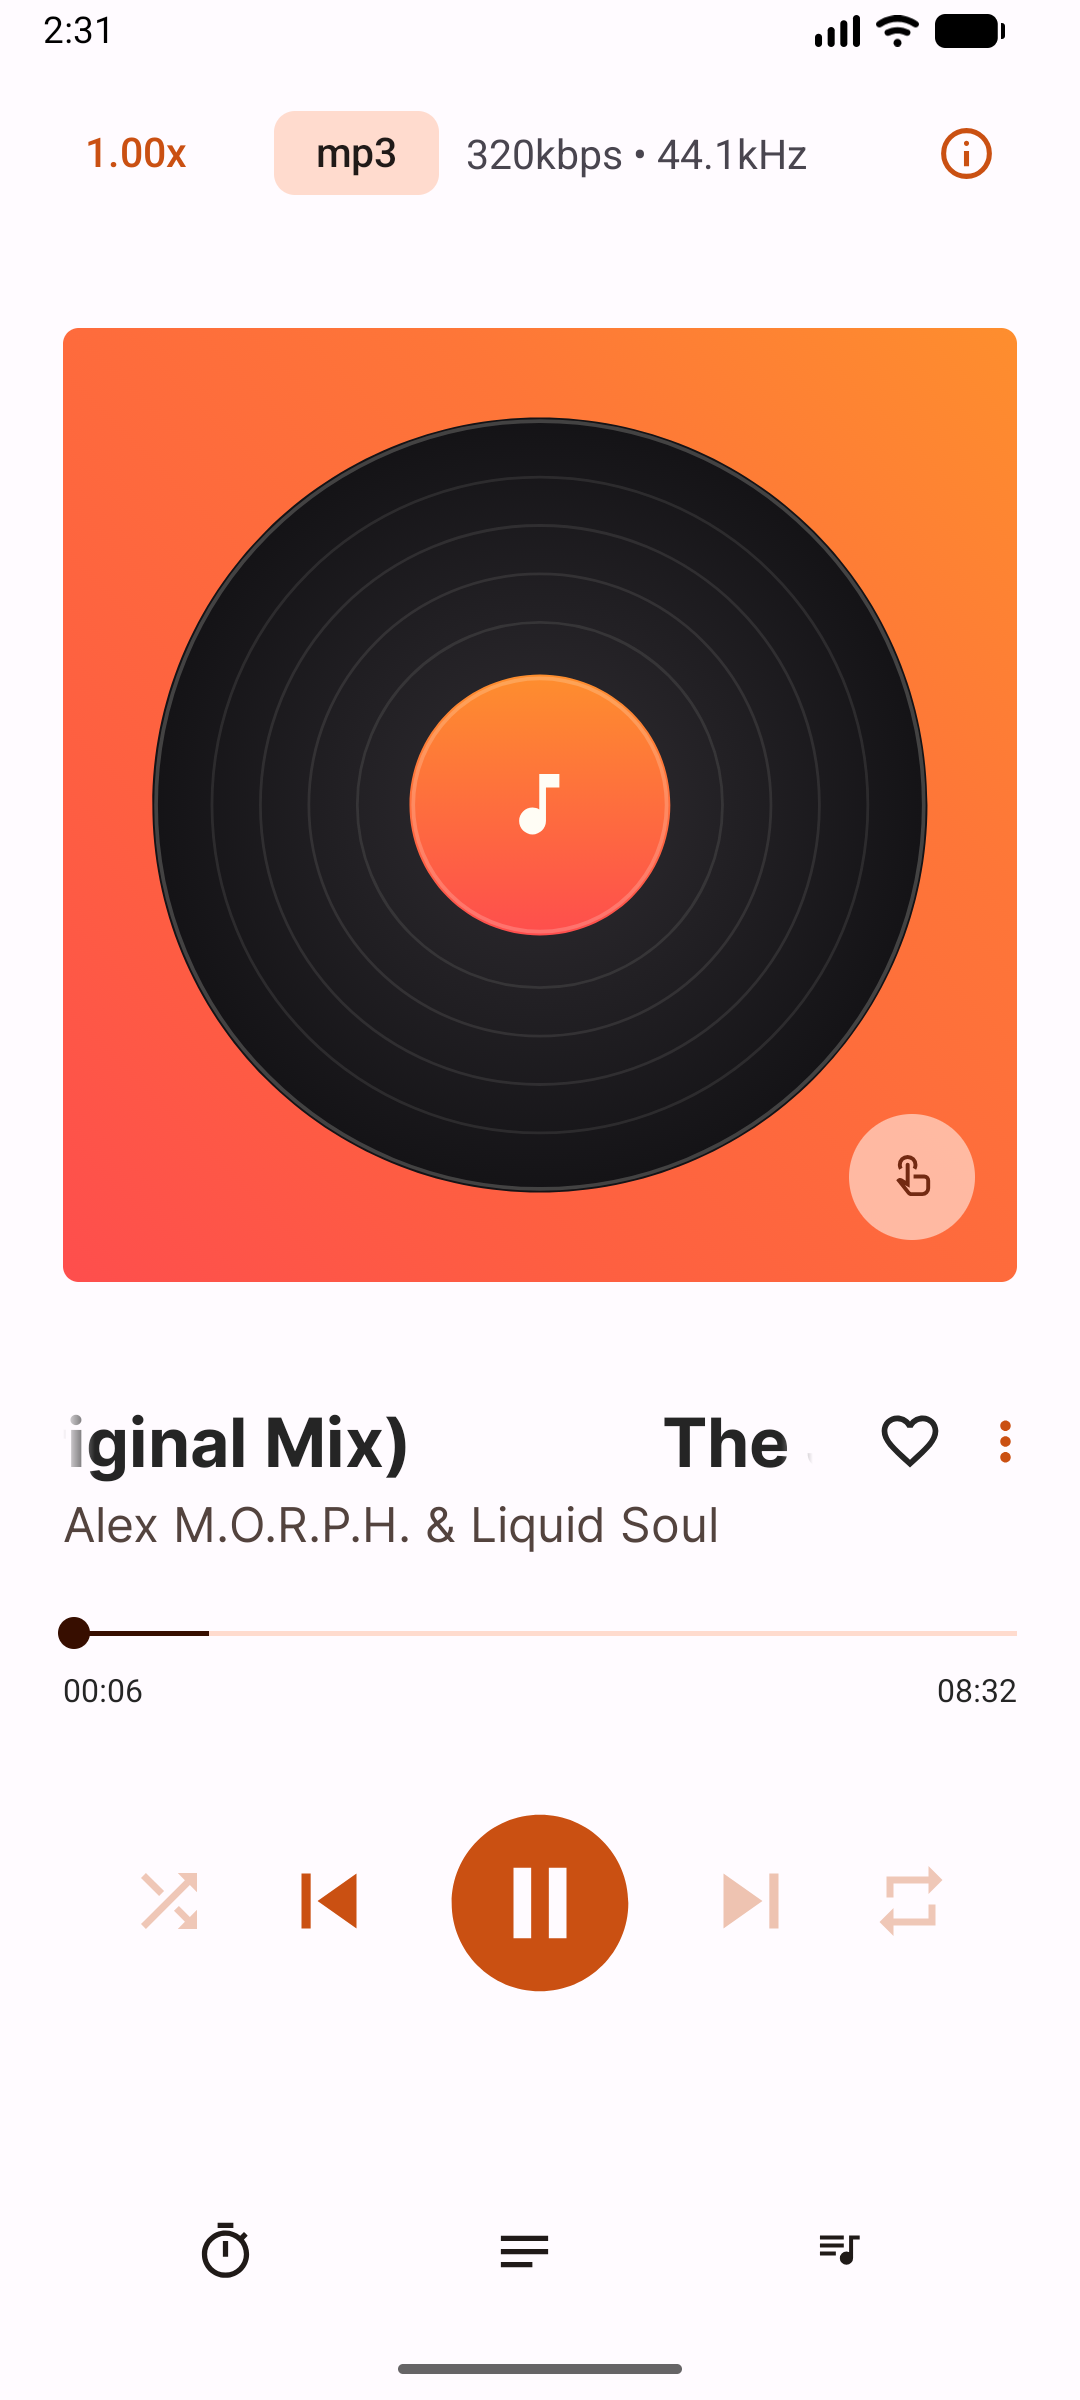 2:31
1.00x mp3 320kbps • 44.1kHz
iginal Mix) The
Alex M.O.R.P.H. & Liquid Soul
00:06 08:32